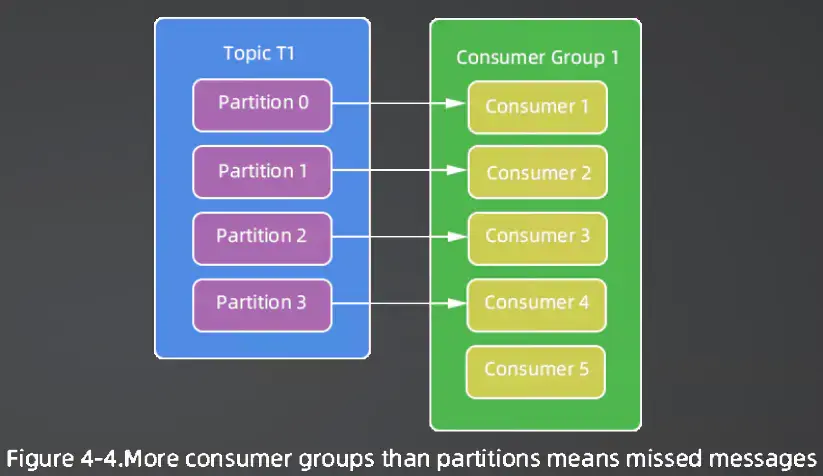 Topic T1
Partition 0
Partition 1
Partition 2
Partition 3
Consumer Group 1
Consumer 1
Consumer 2
Consumer 3
Consumer 4
Consumer 5
Figure 4-4.More consumer groups than partitions means missed messages